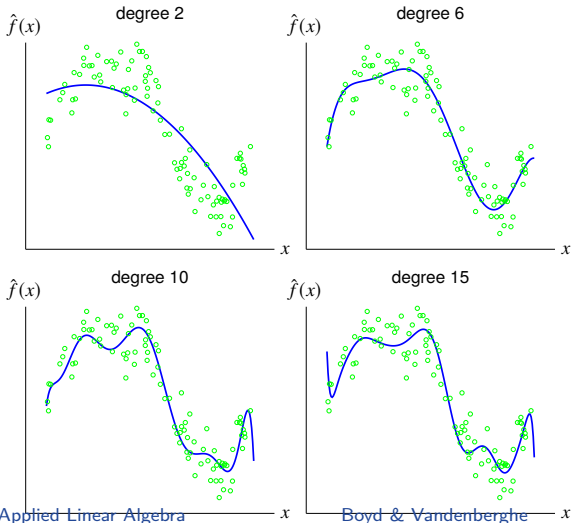 degree 2
degree 6
f̂(x)
f̂(x)
x
x
degree 10
degree 15
f̂(x)
f̂(x)
x
x
Applied Linear Algebra
Boyd & Vandenberghe